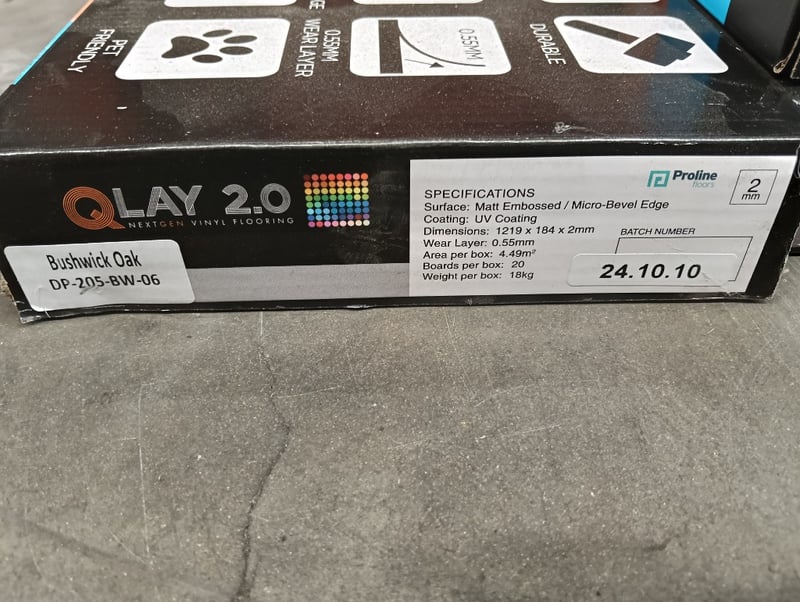 PET
FRIENDLY
0.55MM
WEAR LAYER
0.55MM
DURABLE
QLAY 2.0
NEXTGEN VINYL FLOORING
Bushwick Oak
DP-205-BW-06
SPECIFICATIONS
Surface: Matt Embossed / Micro-Bevel Edge
Coating: UV Coating
Dimensions: 1219 x 184 x 2mm
Wear Layer: 0.55mm
Area per box: 4.49m²
Boards per box: 20
Weight per box: 18kg
Proline
floors
2
mm
BATCH NUMBER
24.10.10